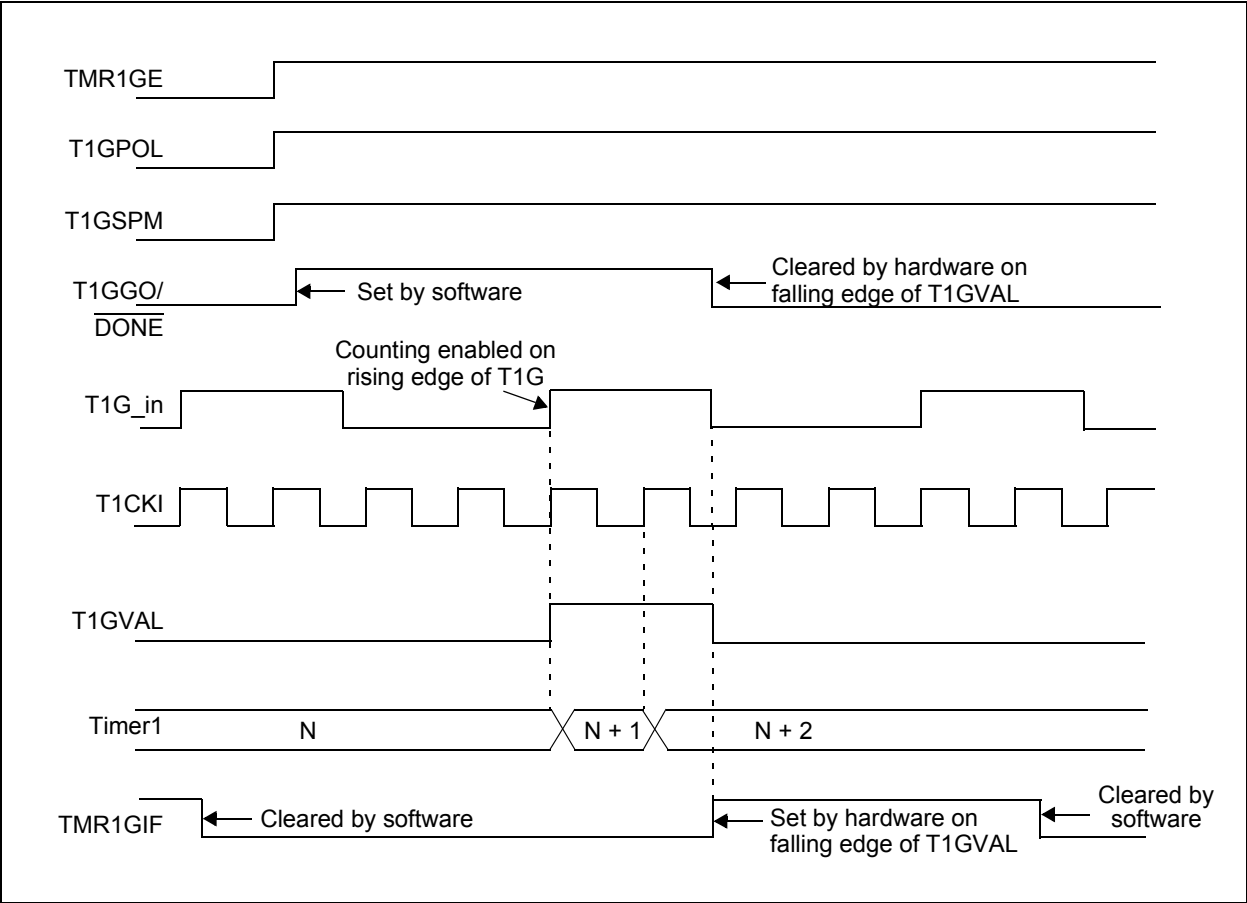 TMR1GE
T1GPOL
T1GSPM
T1GGO/
DONE
Set by software
Cleared by hardware on
falling edge of T1GVAL
Counting enabled on
rising edge of T1G
T1G_in
T1CKI
T1GVAL
Timer1
N
N + 1
N + 2
TMR1GIF
Cleared by software
Set by hardware on
falling edge of T1GVAL
Cleared by
software